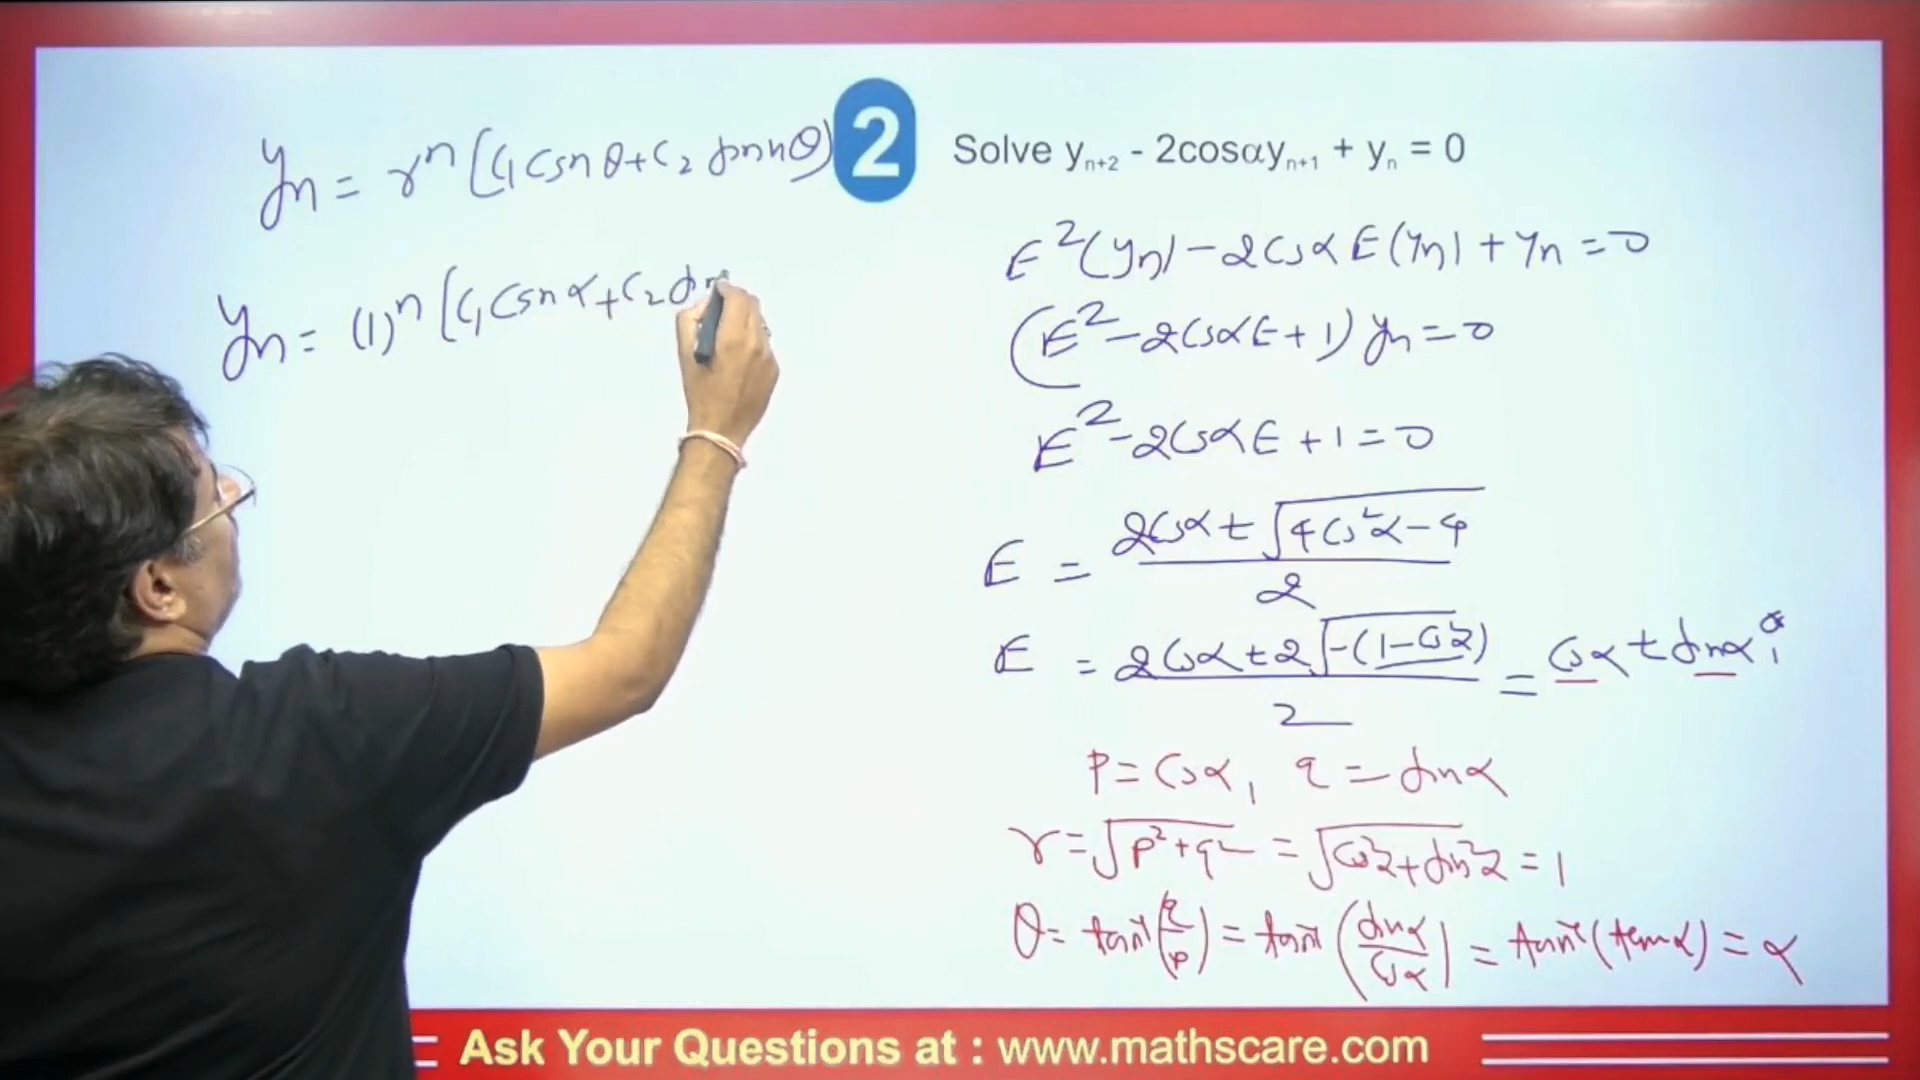 yn = rⁿ [C₁ Cos nθ + C₂ sin nθ)
yn = (1)ⁿ [C₁ Cos nα + C₂ sin
2
Solve yₙ₊₂ - 2cosαyₙ₊₁ + yₙ = 0
E²(yn) - 2Cosα E(yn) + yn = 0
(E² - 2Cosα E + 1) yn = 0
E² - 2Cosα E + 1 = 0
E = 2Cosα ± √4Cos²α - 4 / 2
E = 2Cosα ± 2√-(1-Cos²α) / 2 = Cosα ± sinα i
p = Cosα, q = sinα
r = √p²+q² = √Cos²α + sin²α = 1
θ = tan⁻¹(q/p) = tan⁻¹(sinα/Cosα) = tan⁻¹(tanα) = α
Ask Your Questions at : www.mathscare.com